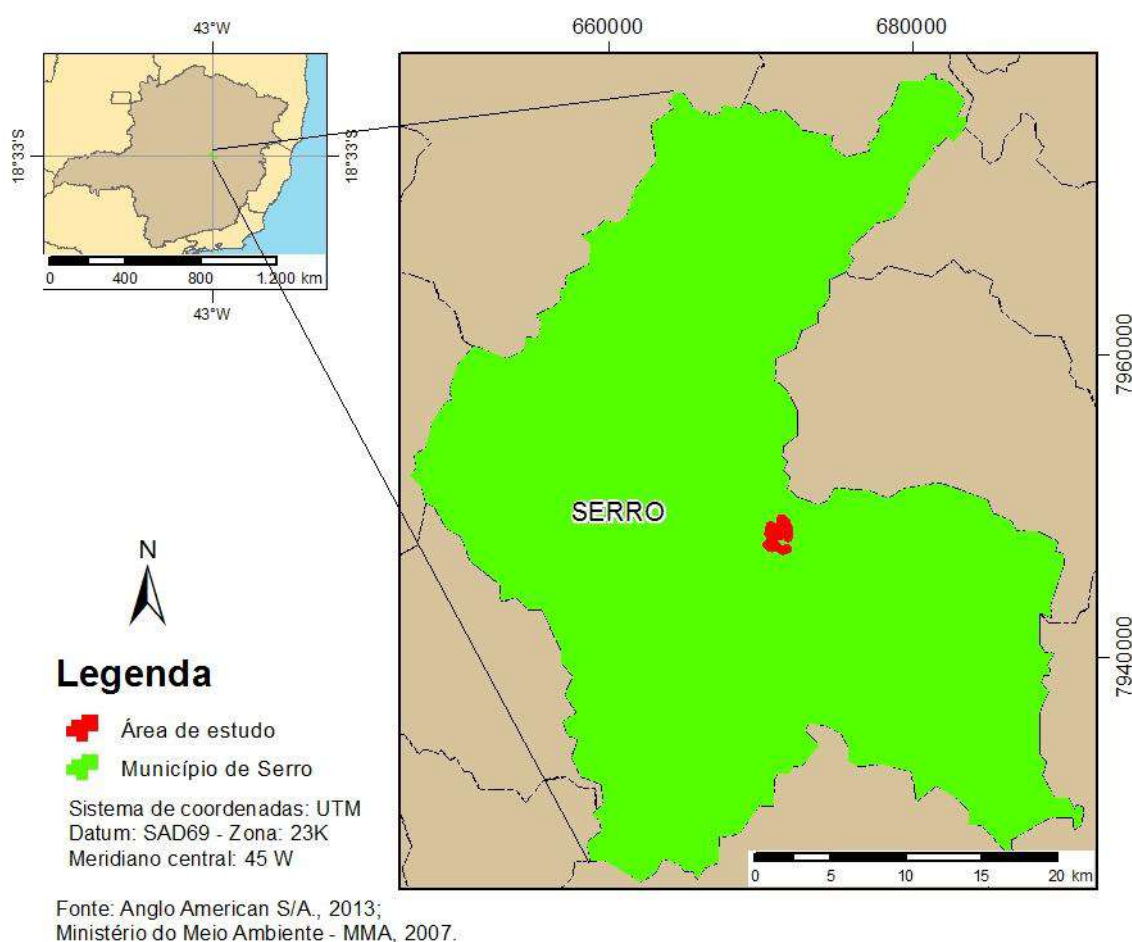 43°W
18°33'S
18°33'S
0 400 800 1.200 km
43°W
660000 680000
7960000
7940000
SERRO
N
Legenda
Área de estudo
Município de Serro
Sistema de coordenadas: UTM
Datum: SAD69 - Zona: 23K
Meridiano central: 45 W
Fonte: Anglo American S/A., 2013;
Ministério do Meio Ambiente - MMA, 2007.
0 5 10 15 20 km